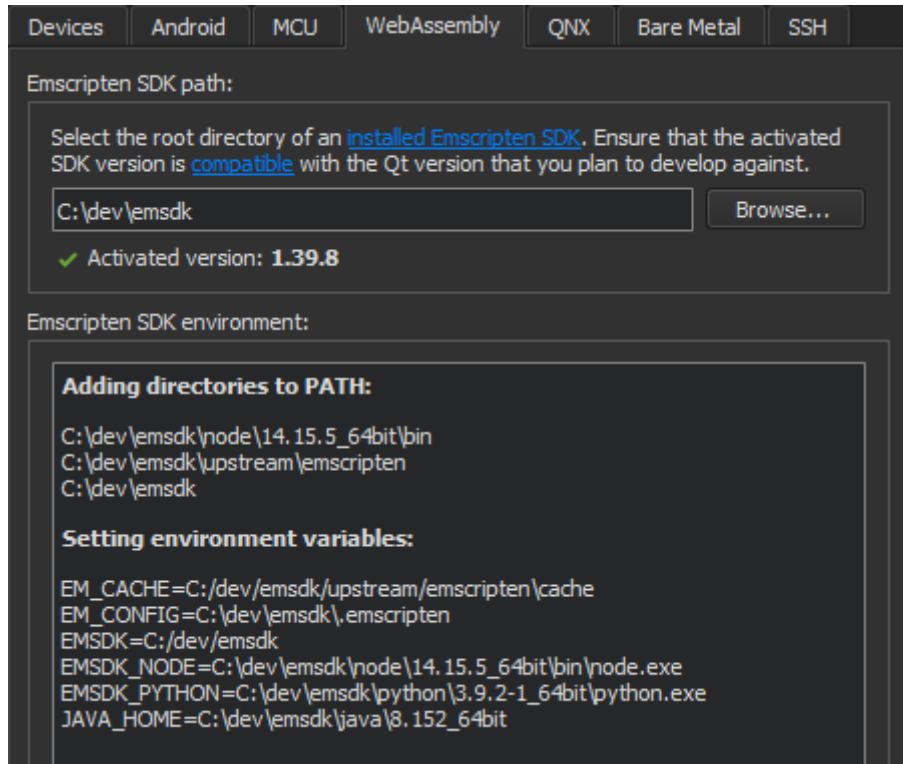 Devices Android MCU WebAssembly QNX Bare Metal SSH
Emscripten SDK path:
Select the root directory of an installed Emscripten SDK. Ensure that the activated
SDK version is compatible with the Qt version that you plan to develop against.
C:\dev\emsdk Browse...
Activated version: 1.39.8
Emscripten SDK environment:
Adding directories to PATH:
C:\dev\emsdk\node\14.15.5_64bit\bin
C:\dev\emsdk\upstream\emscripten
C:\dev\emsdk
Setting environment variables:
EM_CACHE=C:/dev/emsdk/upstream/emscripten\cache
EM_CONFIG=C:\dev\emsdk\.emscripten
EMSDK=C:/dev/emsdk
EMSDK_NODE=C:\dev\emsdk\node\14.15.5_64bit\bin\node.exe
EMSDK_PYTHON=C:\dev\emsdk\python\3.9.2-1_64bit\python.exe
JAVA_HOME=C:\dev\emsdk\java\8.152_64bit